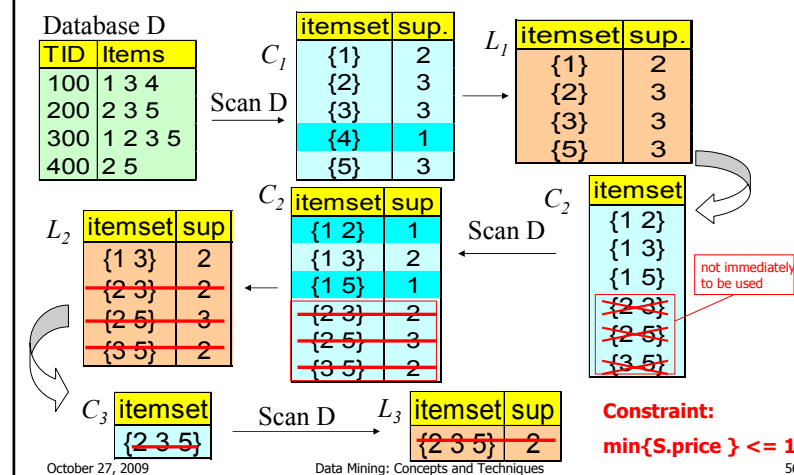 Database D
TID Items
100 1 3 4
200 2 3 5
300 1 2 3 5
400 2 5
Scan D
C1
itemset sup.
{1} 2
{2} 3
{3} 3
{4} 1
{5} 3
L1
itemset sup.
{1} 2
{2} 3
{3} 3
{5} 3
C2
itemset
{1 2}
{1 3}
{1 5}
{2 3}
{2 5}
{3 5}
not immediately
to be used
Scan D
C2
itemset sup
{1 2} 1
{1 3} 2
{1 5} 1
{2 3} 2
{2 5} 3
{3 5} 2
L2
itemset sup
{1 3} 2
{2 3} 2
{2 5} 3
{3 5} 2
C3
itemset
{2 3 5}
Scan D
L3
itemset sup
{2 3 5} 2
Constraint:
min{S.price } <= 1
October 27, 2009
Data Mining: Concepts and Techniques